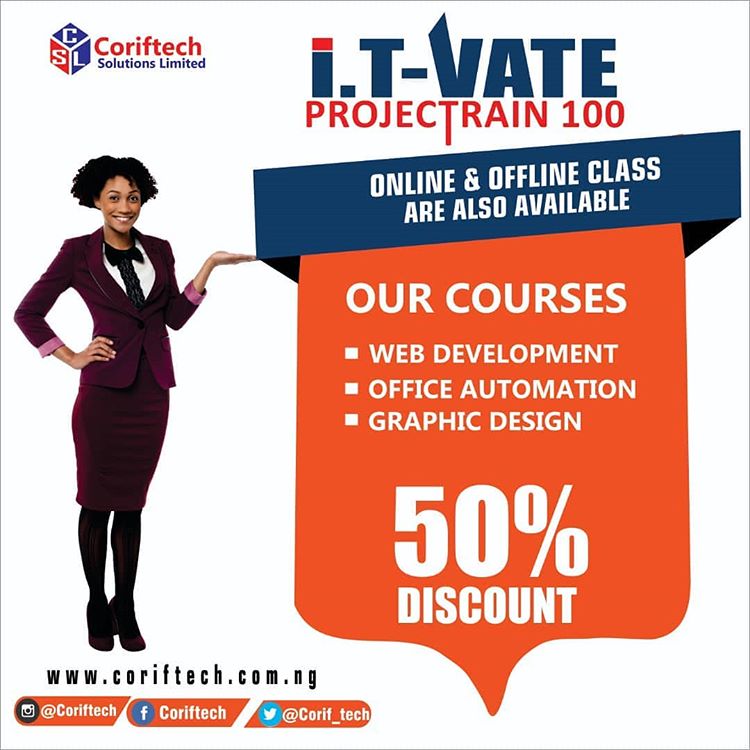 CSL
Coriftech
Solutions Limited
i.T-VATE
PROJECTRAIN 100
ONLINE & OFFLINE CLASS
ARE ALSO AVAILABLE
OUR COURSES
WEB DEVELOPMENT
OFFICE AUTOMATION
GRAPHIC DESIGN
50%
DISCOUNT
www.coriftech.com.ng
@Coriftech f Coriftech @Corif_tech